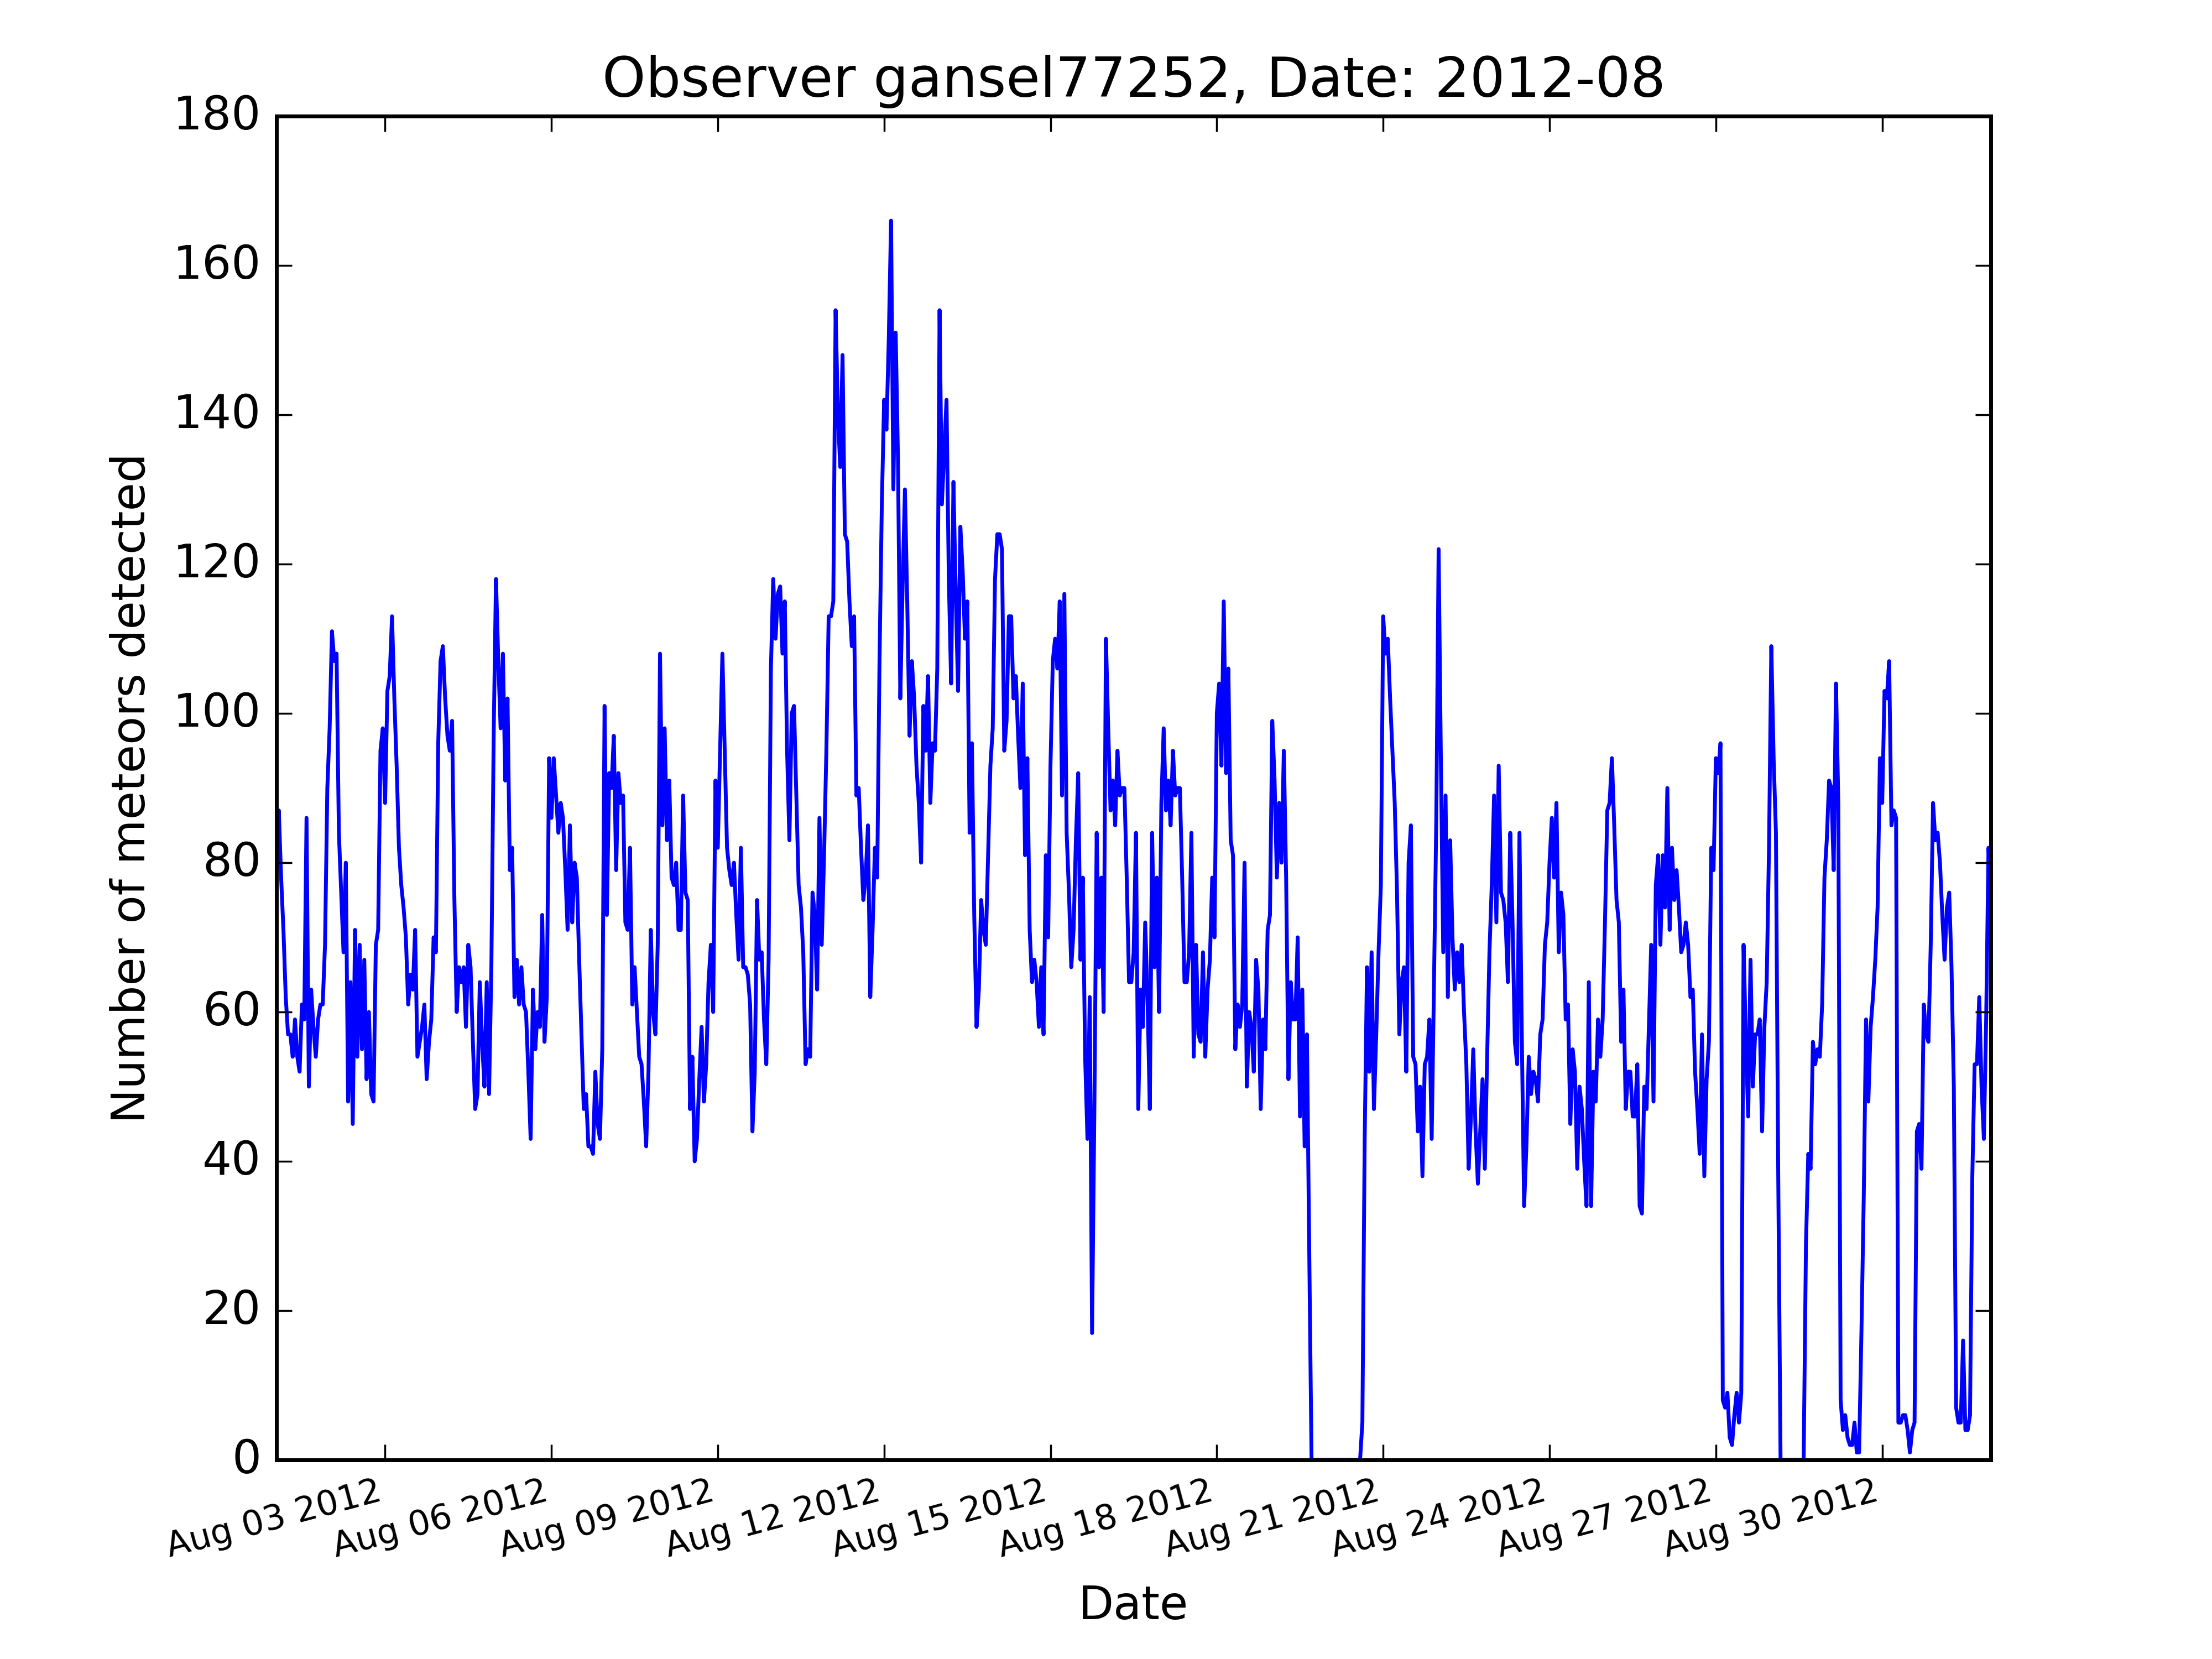 Observer gansel77252, Date: 2012-08
Number of meteors detected
180
160
140
120
100
80
60
40
20
0
Aug 03 2012
Aug 06 2012
Aug 09 2012
Aug 12 2012
Aug 15 2012
Aug 18 2012
Aug 21 2012
Aug 24 2012
Aug 27 2012
Aug 30 2012
Date